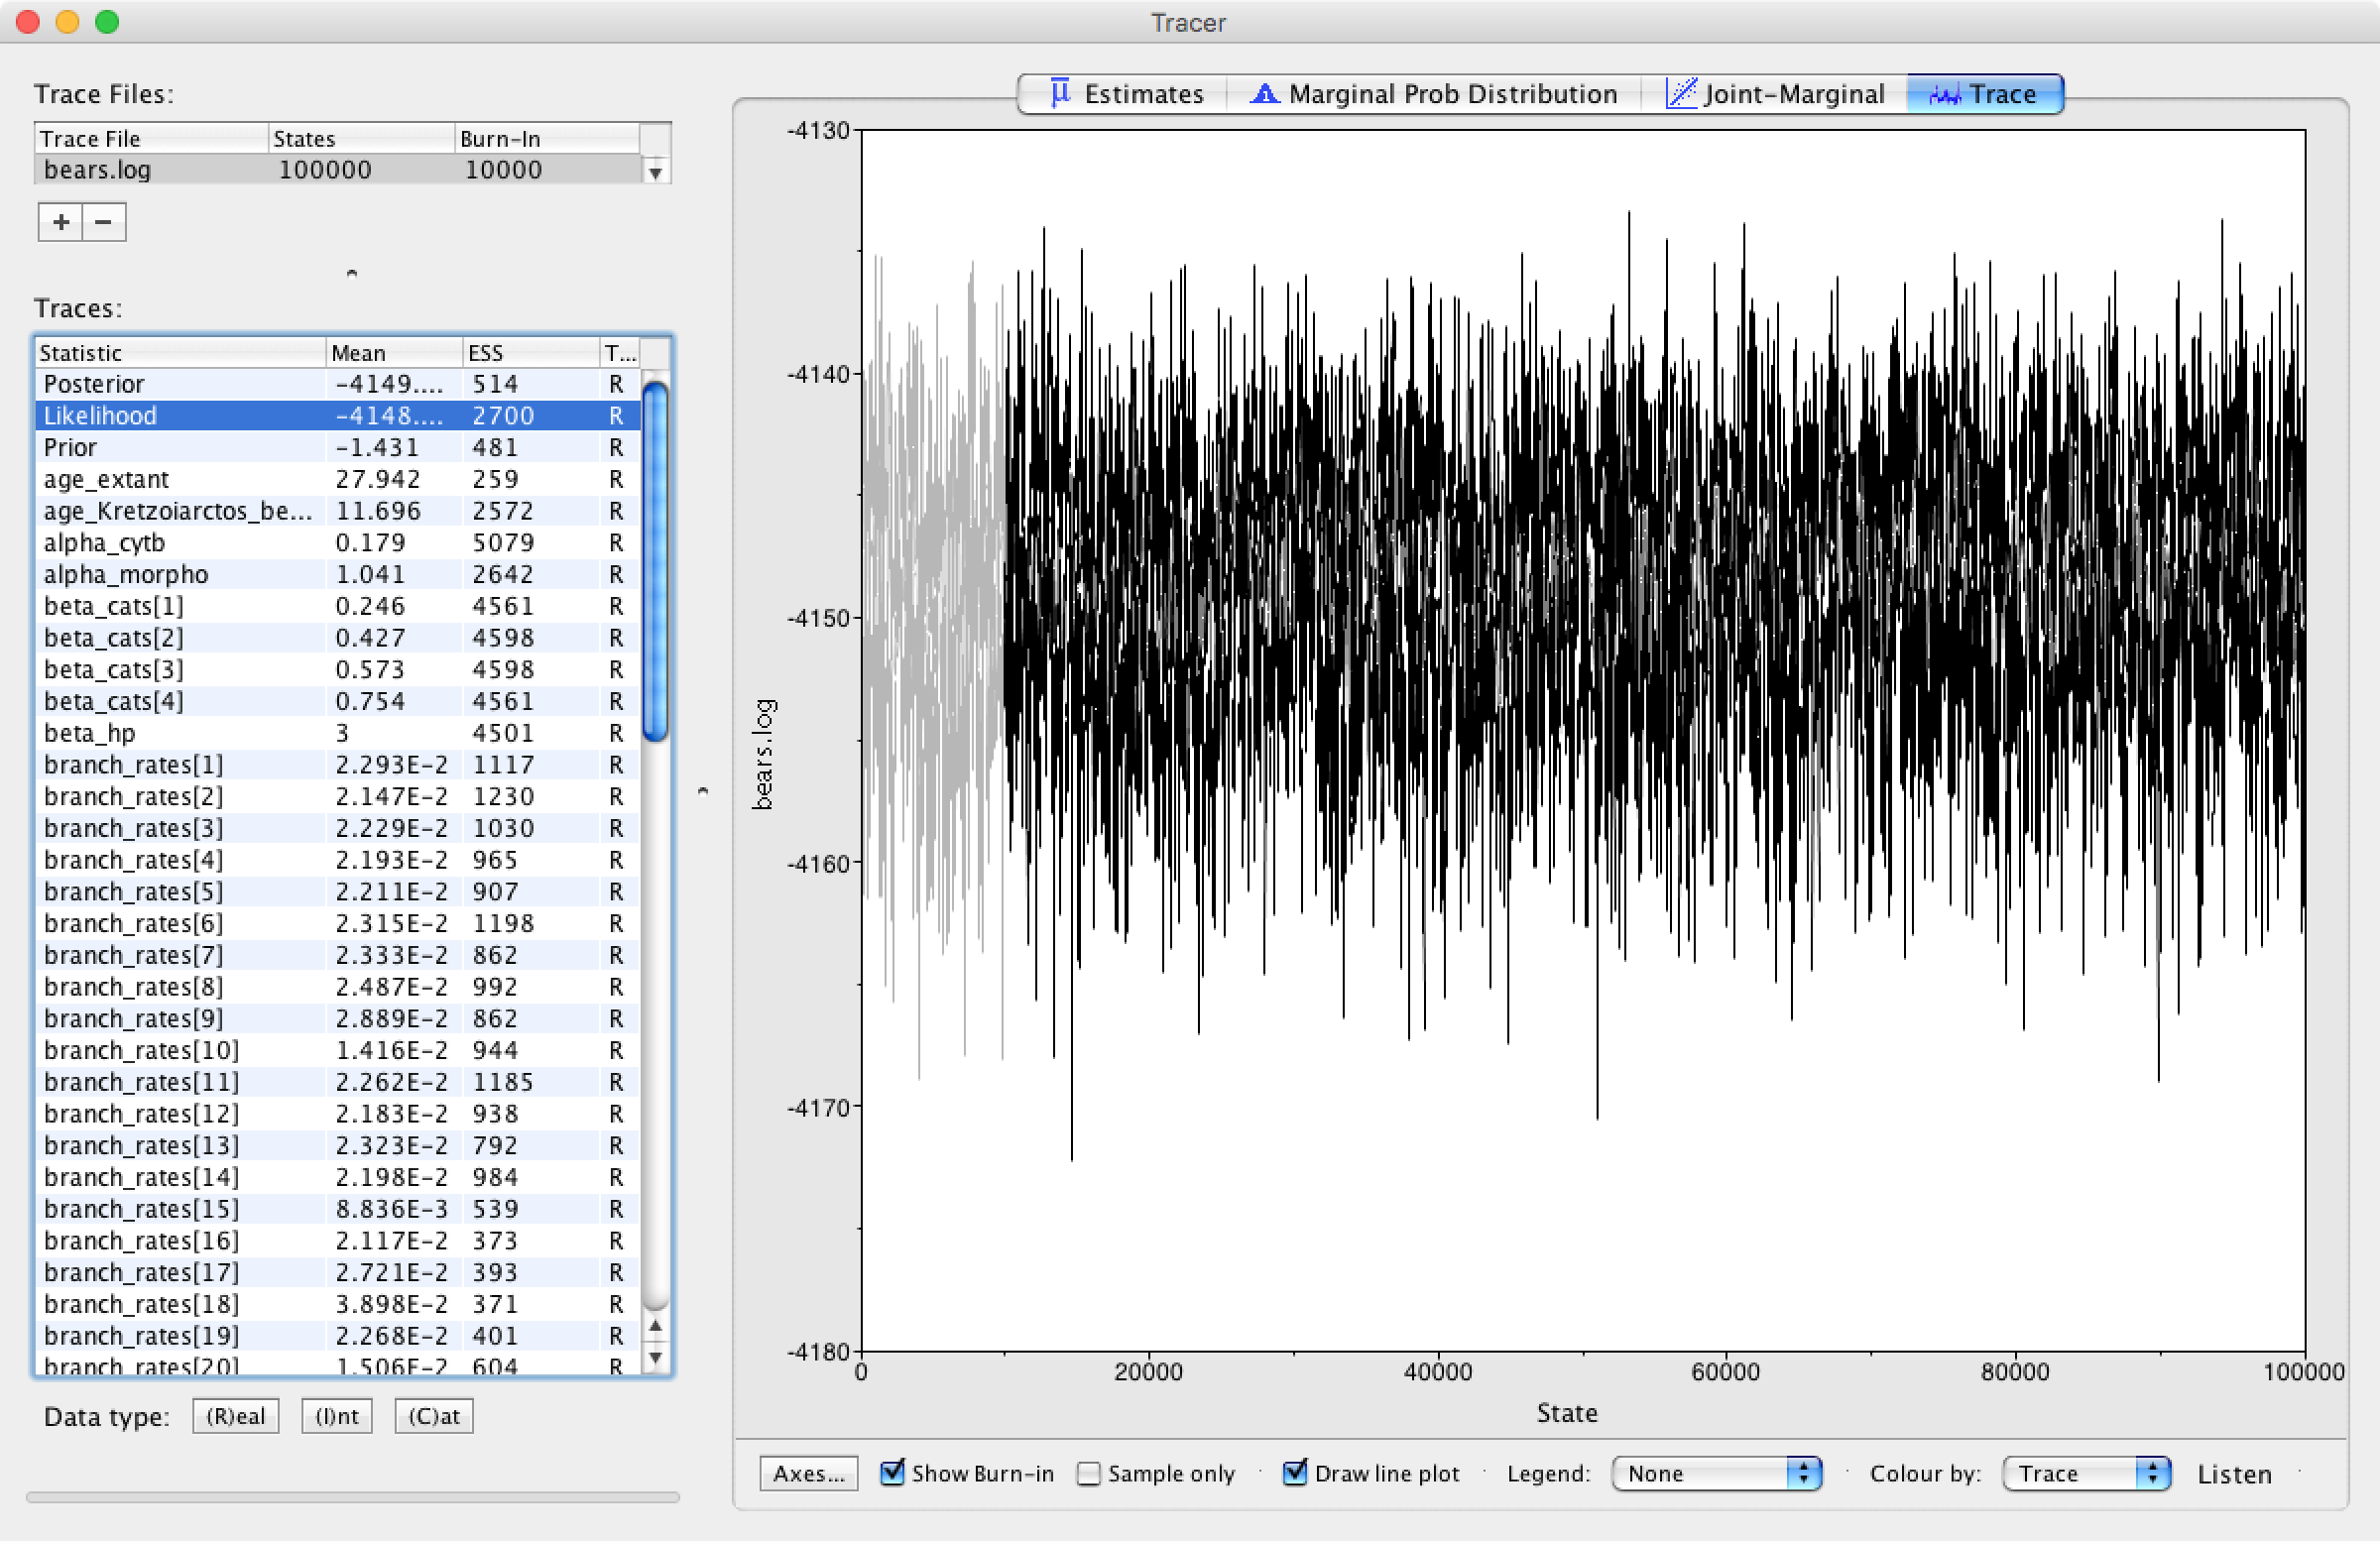 Tracer
Trace Files:
Trace File States Burn-In
bears.log 100000 10000
+ −
Traces:
Statistic Mean ESS T...
Posterior -4149.... 514 R
Likelihood -4148.... 2700 R
Prior -1.431 481 R
age_extant 27.942 259 R
age_Kretzoiarctos_be... 11.696 2572 R
alpha_cytb 0.179 5079 R
alpha_morpho 1.041 2642 R
beta_cats[1] 0.246 4561 R
beta_cats[2] 0.427 4598 R
beta_cats[3] 0.573 4598 R
beta_cats[4] 0.754 4561 R
beta_hp 3 4501 R
branch_rates[1] 2.293E-2 1117 R
branch_rates[2] 2.147E-2 1230 R
branch_rates[3] 2.229E-2 1030 R
branch_rates[4] 2.193E-2 965 R
branch_rates[5] 2.211E-2 907 R
branch_rates[6] 2.315E-2 1198 R
branch_rates[7] 2.333E-2 862 R
branch_rates[8] 2.487E-2 992 R
branch_rates[9] 2.889E-2 862 R
branch_rates[10] 1.416E-2 944 R
branch_rates[11] 2.262E-2 1185 R
branch_rates[12] 2.183E-2 938 R
branch_rates[13] 2.323E-2 792 R
branch_rates[14] 2.198E-2 984 R
branch_rates[15] 8.836E-3 539 R
branch_rates[16] 2.117E-2 373 R
branch_rates[17] 2.721E-2 393 R
branch_rates[18] 3.898E-2 371 R
branch_rates[19] 2.268E-2 401 R
branch_rates[20] 1.506E-2 604 R
Data type: (R)eal (I)nt (C)at
μ Estimates Marginal Prob Distribution Joint-Marginal Trace
-4130
-4140
-4150
-4160
-4170
-4180
bears.log
0 20000 40000 60000 80000 100000
State
Axes... Show Burn-in Sample only Draw line plot Legend: None Colour by: Trace Listen